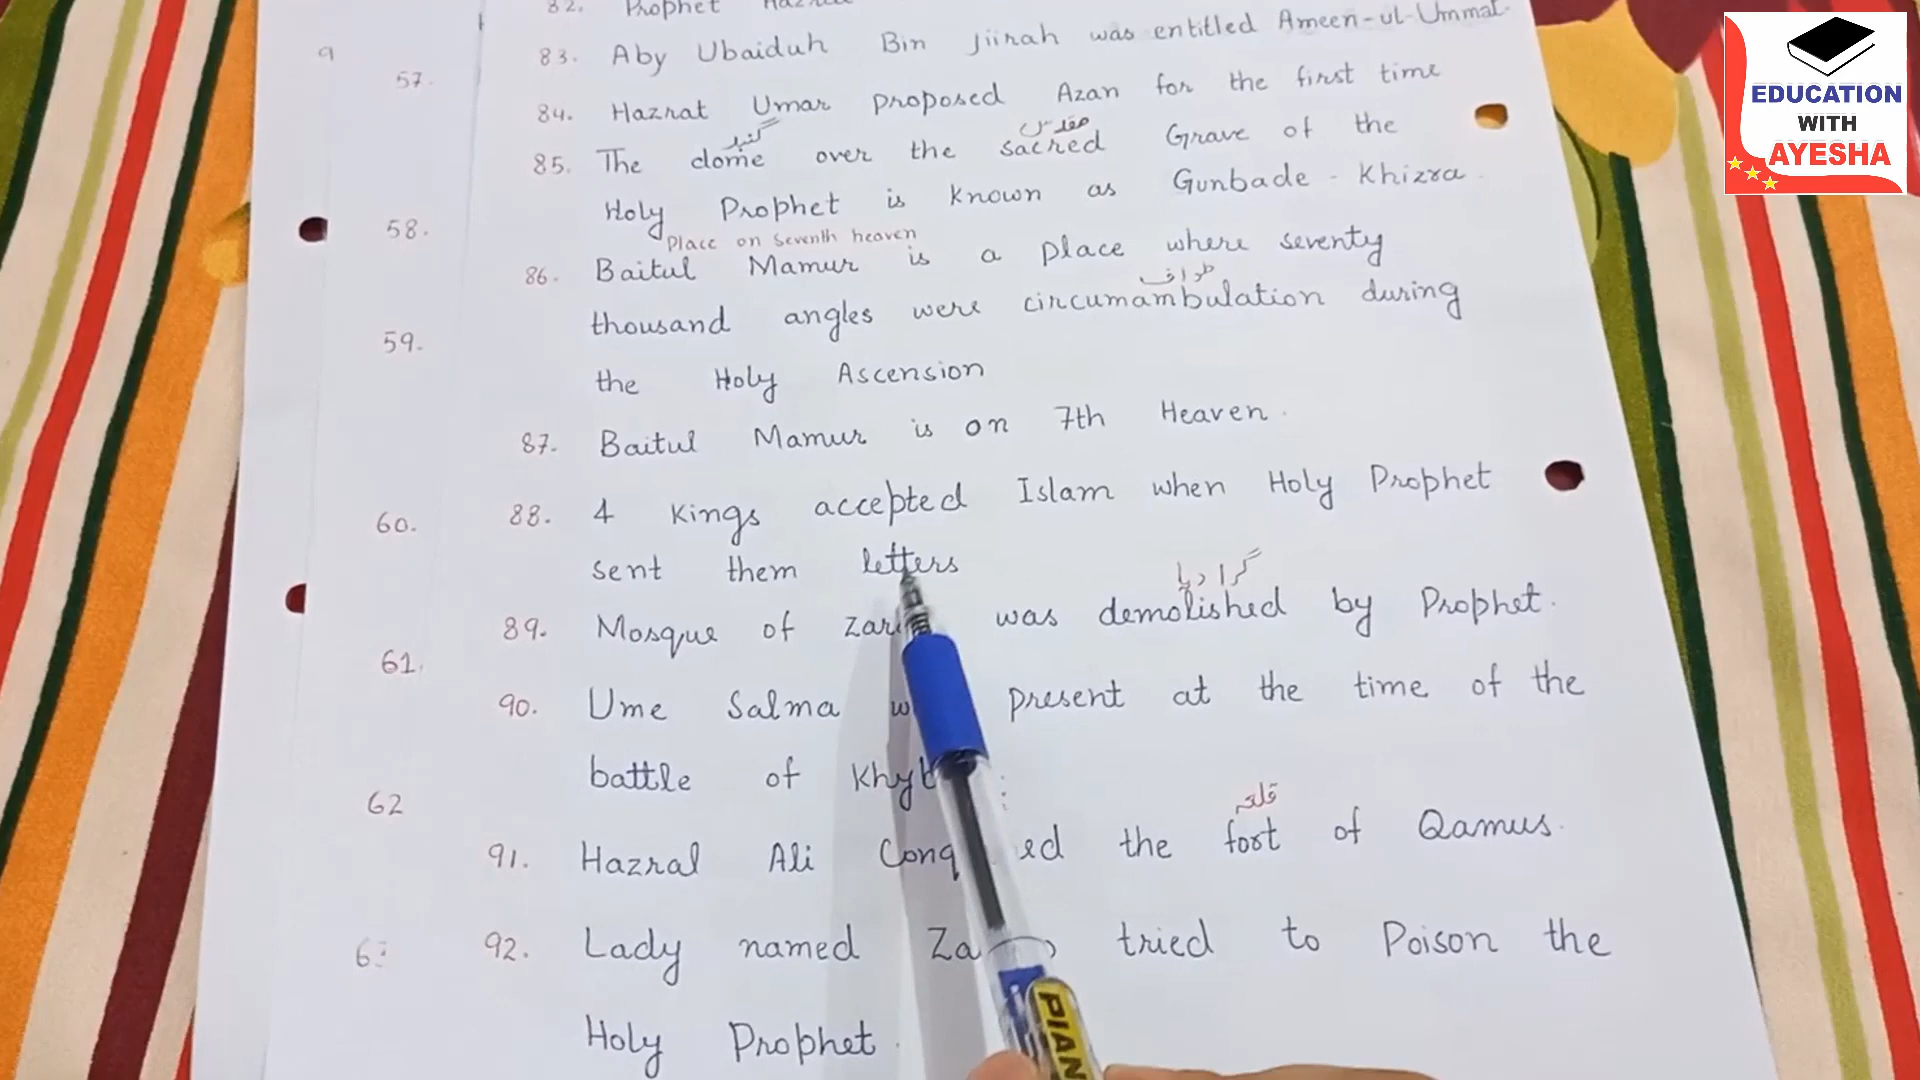 82. Prophet
83. Aby Ubaiduh Bin Jiirah was entitled Ameen-ul-Ummat.
57.
9
84. Hazrat Umar proposed Azan for the first time
گنبد مقدس
85. The dome over the sacred Grave of the
Holy Prophet is known as Gunbade - Khizra.
58.
Place on Seventh heaven
86. Baitul Mamur is a place where seventy
طواف
thousand angles were circumambulation during
59.
the Holy Ascension
87. Baitul Mamur is on 7th Heaven.
60.
88. 4 Kings accepted Islam when Holy Prophet
sent them letters
گرا دیا
89. Mosque of was demolished by Prophet.
61.
90. Ume Salma present at the time of the
battle of
62
قلعہ
91. Hazral Ali the fort of Qamus.
92. Lady named tried to Poison the
Holy Prophet.
EDUCATION
WITH
AYESHA
PIAN